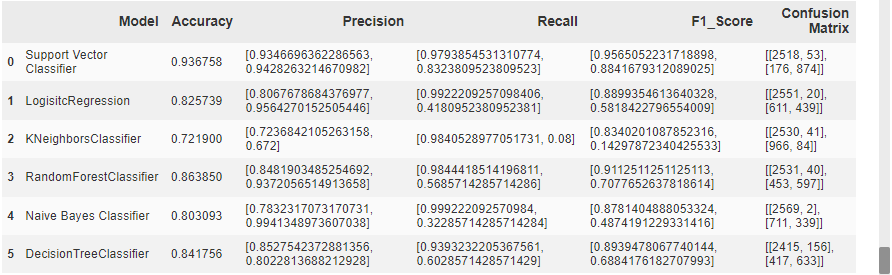 Model Accuracy Precision Recall F1_Score Confusion Matrix
0 Support Vector Classifier 0.936758 [0.9346696362286563, 0.9428263214670982] [0.9793854531310774, 0.8323809523809523] [0.9565052231718898, 0.8841679312089025] [[2518, 53], [176, 874]]
1 LogisitcRegression 0.825739 [0.8067678684376977, 0.9564270152505446] [0.9922209257098406, 0.4180952380952381] [0.8899354613640328, 0.5818422796554009] [[2551, 20], [611, 439]]
2 KNeighborsClassifier 0.721900 [0.7236842105263158, 0.672] [0.9840528977051731, 0.08] [0.8340201087852316, 0.14297872340425533] [[2530, 41], [966, 84]]
3 RandomForestClassifier 0.863850 [0.8481903485254692, 0.9372056514913658] [0.9844418514196811, 0.5685714285714286] [0.9112511251125113, 0.7077652637818614] [[2531, 40], [453, 597]]
4 Naive Bayes Classifier 0.803093 [0.7832317073170731, 0.9941348973607038] [0.999222092570984, 0.32285714285714284] [0.8781404888053324, 0.4874191229331416] [[2569, 2], [711, 339]]
5 DecisionTreeClassifier 0.841756 [0.8527542372881356, 0.8022813688212928] [0.9393232205367561, 0.6028571428571429] [0.8939478067740144, 0.6884176182707993] [[2415, 156], [417, 633]]